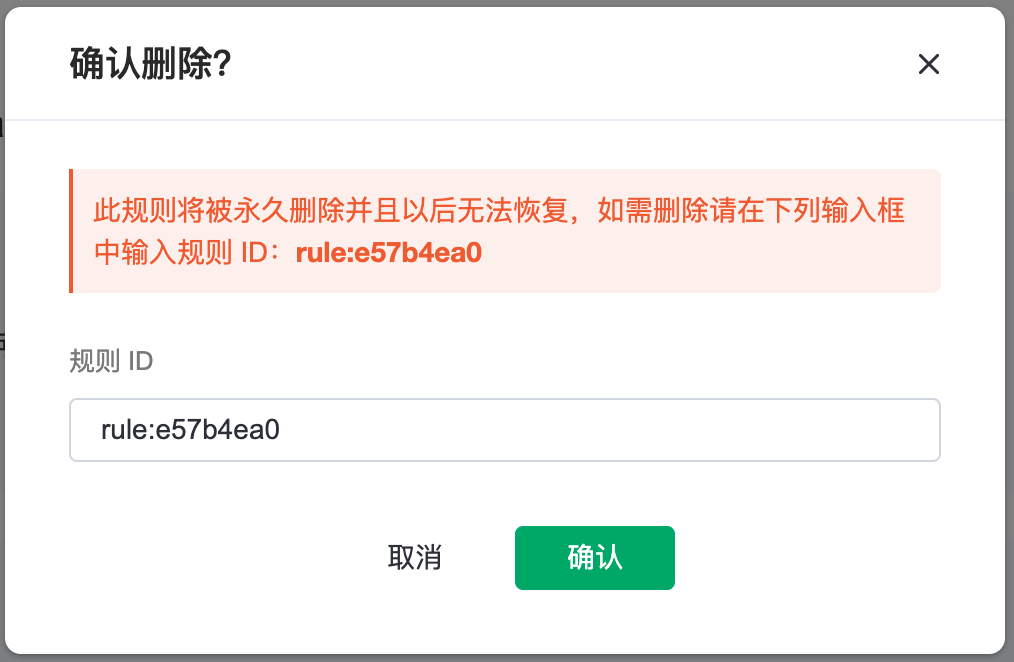 确认删除?
此规则将被永久删除并且以后无法恢复，如需删除请在下列输入框
中输入规则 ID：rule:e57b4ea0
规则 ID
rule:e57b4ea0
取消
确认